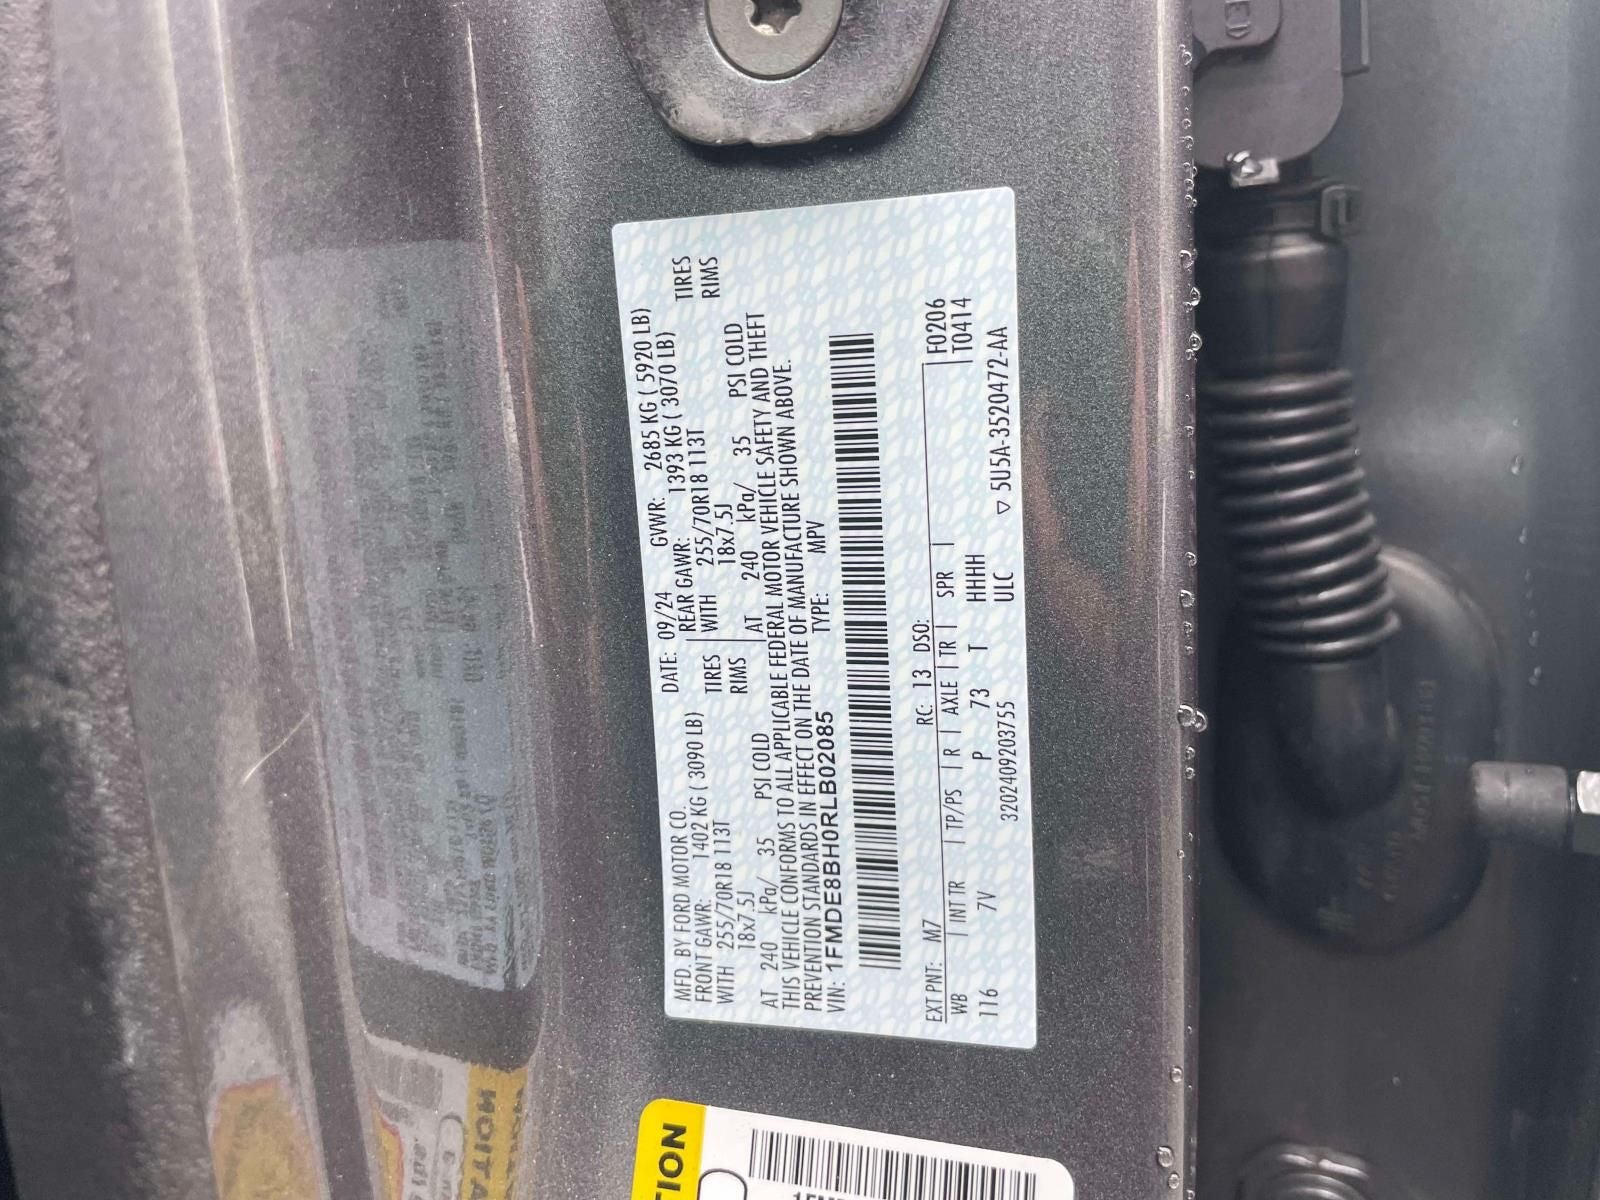 MFD. BY FORD MOTOR CO. DATE: 09/24 GVWR: 2685 KG ( 5920 LB)
FRONT GAWR: 1402 KG ( 3090 LB) REAR GAWR: 1393 KG ( 3070 LB)
WITH 255/70R18 113T TIRES WITH 255/70R18 113T TIRES
18x7.5J RIMS 18x7.5J RIMS
AT 240 kPa/ 35 PSI COLD AT 240 kPa/ 35 PSI COLD
THIS VEHICLE CONFORMS TO ALL APPLICABLE FEDERAL MOTOR VEHICLE SAFETY AND THEFT
PREVENTION STANDARDS IN EFFECT ON THE DATE OF MANUFACTURE SHOWN ABOVE.
VIN: 1FMDE8BH0RLB02085 TYPE: MPV
EXT PNT: M7 RC: 13 DSO: F0206
WB | INT TR | TP/PS | R | AXLE | TR | SPR | T0414
116 7V P 73 T HHHH
3202409203755 ULC ▽ 5U5A-3520472-AA